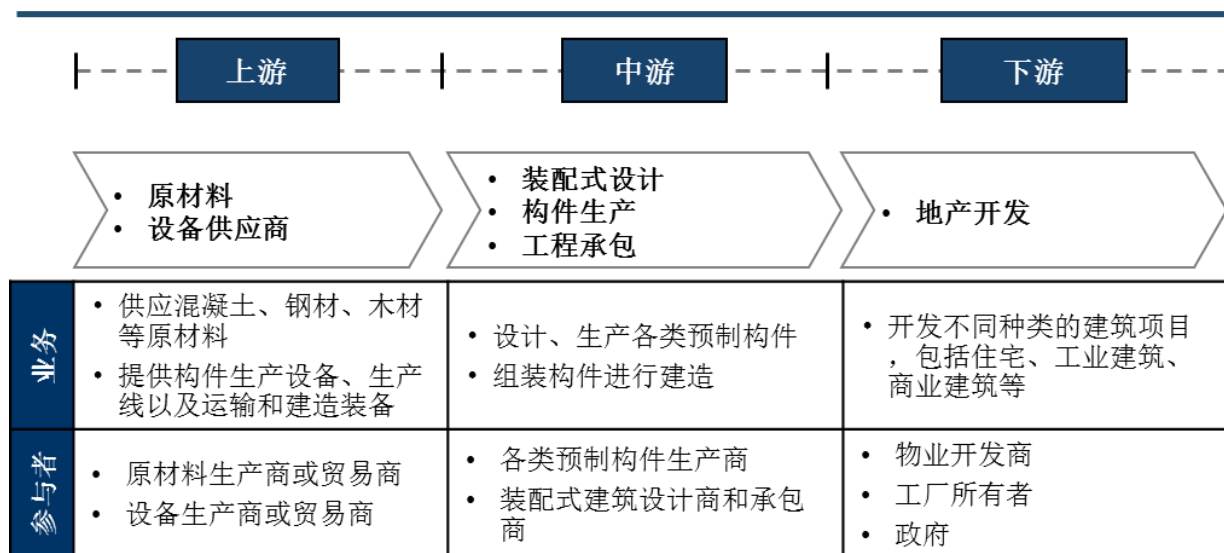 上游
中游
下游
• 原材料
• 设备供应商
• 装配式设计
• 构件生产
• 工程承包
• 地产开发
业务
• 供应混凝土、钢材、木材
等原材料
• 提供构件生产设备、生产
线以及运输和建造装备
• 设计、生产各类预制构件
• 组装构件进行建造
• 开发不同种类的建筑项目
，包括住宅、工业建筑、
商业建筑等
参与者
• 原材料生产商或贸易商
• 设备生产商或贸易商
• 各类预制构件生产商
• 装配式建筑设计商和承包
商
• 物业开发商
• 工厂所有者
• 政府